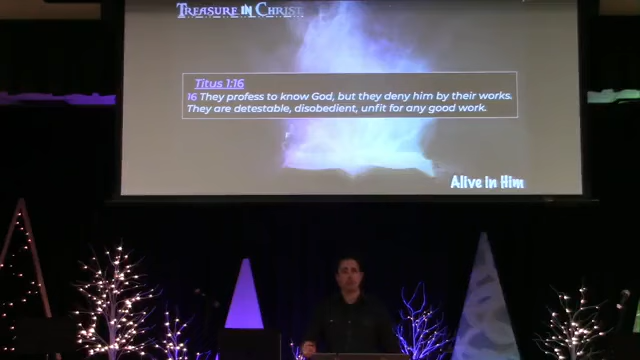 TREASURE IN CHRIST
Titus 1:16
16 They profess to know God, but they deny him by their works.
They are detestable, disobedient, unfit for any good work.
Alive in Him